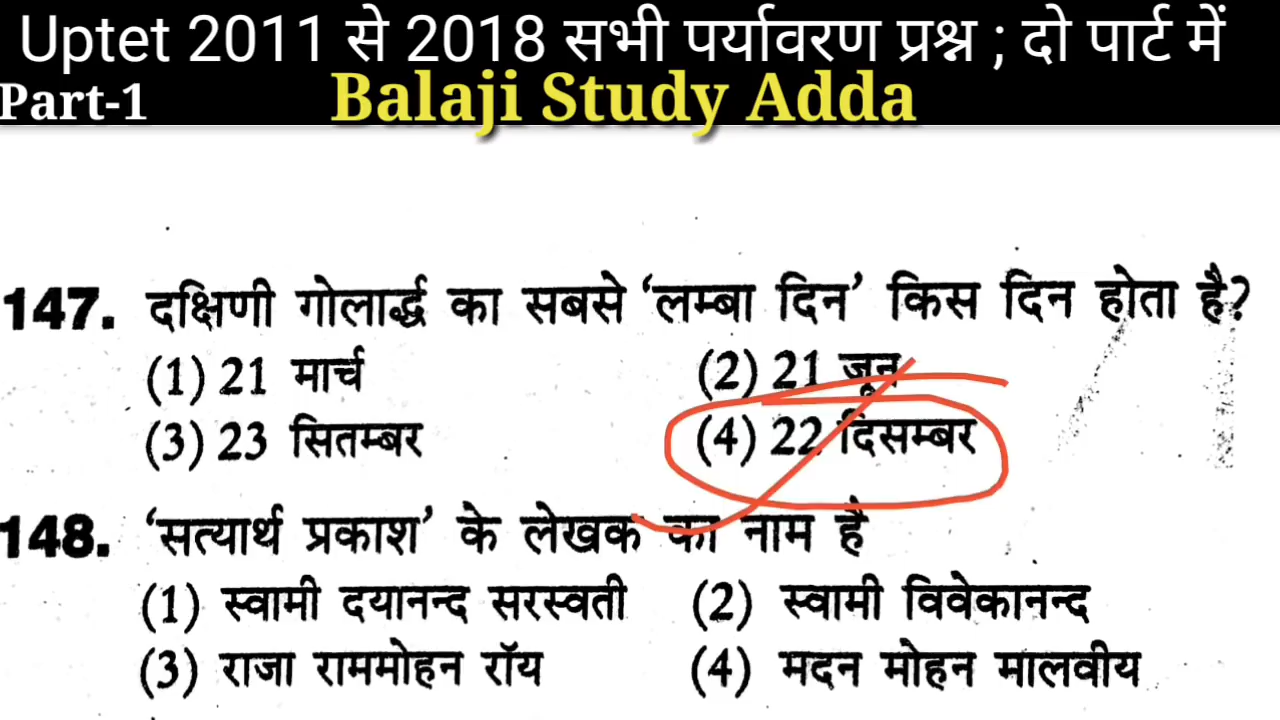 Uptet 2011 से 2018 सभी पर्यावरण प्रश्न ; दो पार्ट में
Part-1 Balaji Study Adda
147. दक्षिणी गोलार्द्ध का सबसे ‘लम्बा दिन’ किस दिन होता है?
(1) 21 मार्च (2) 21 जून
(3) 23 सितम्बर (4) 22 दिसम्बर
148. ‘सत्यार्थ प्रकाश’ के लेखक का नाम है
(1) स्वामी दयानन्द सरस्वती (2) स्वामी विवेकानन्द
(3) राजा राममोहन रॉय (4) मदन मोहन मालवीय